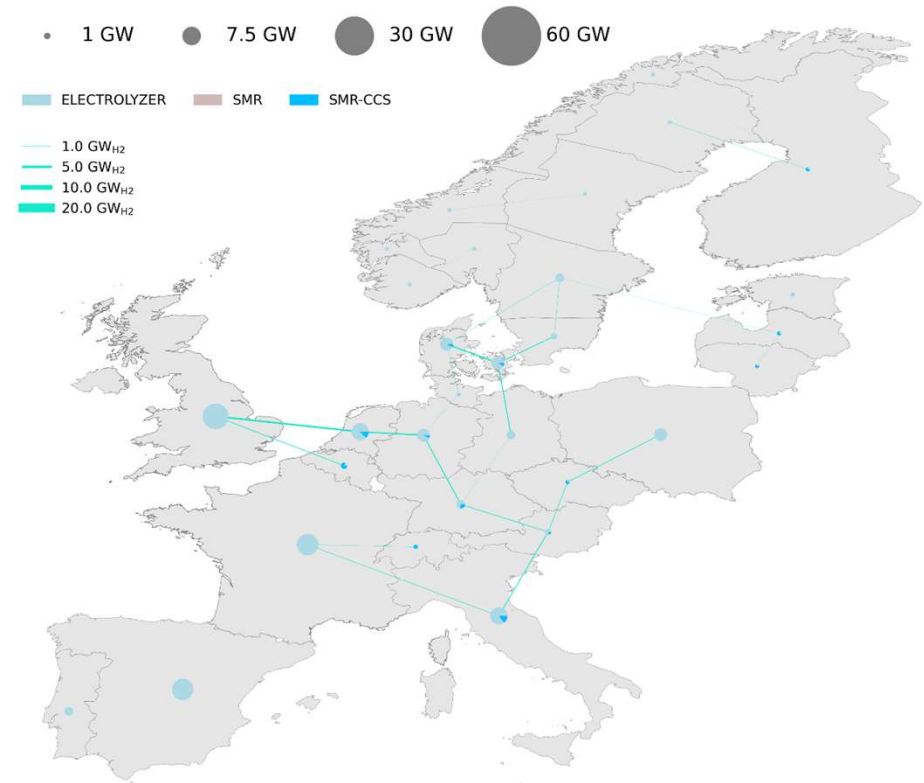 1 GW 7.5 GW 30 GW 60 GW
ELECTROLYZER SMR SMR-CCS
1.0 GWH2
5.0 GWH2
10.0 GWH2
20.0 GWH2